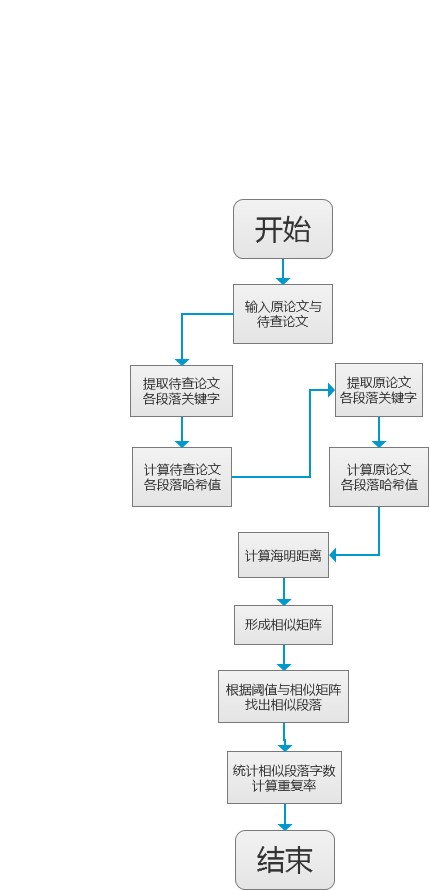 开始
输入原论文与
待查论文
提取待查论文
各段落关键字
计算待查论文
各段落哈希值
提取原论文
各段落关键字
计算原论文
各段落哈希值
计算海明距离
形成相似矩阵
根据阈值与相似矩阵
找出相似段落
统计相似段落字数
计算重复率
结束